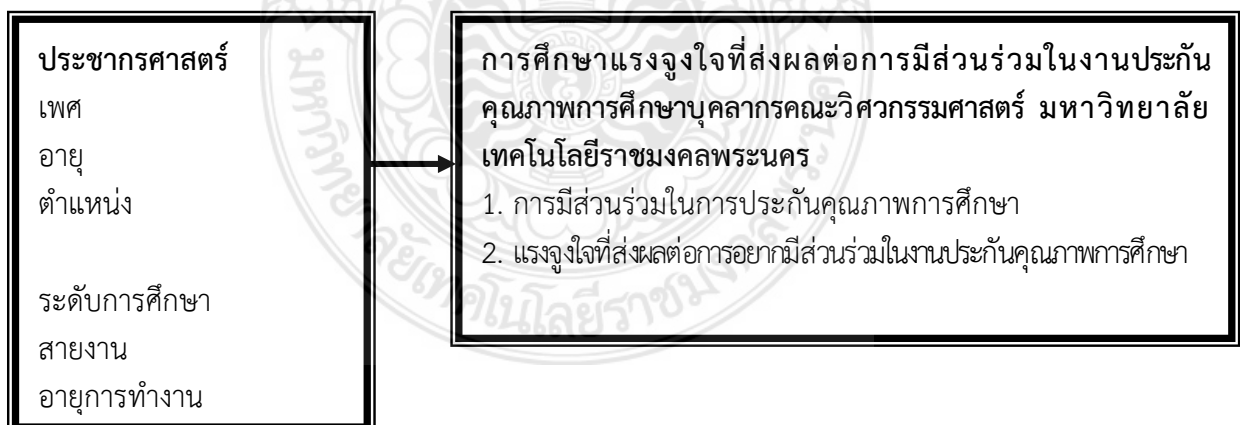 ประชากรศาสตร์
เพศ
อายุ
ตำแหน่ง
ระดับการศึกษา
สายงาน
อายุการทำงาน
การศึกษาแรงจูงใจที่ส่งผลต่อการมีส่วนร่วมในงานประกัน
คุณภาพการศึกษาบุคลากรคณะวิศวกรรมศาสตร์ มหาวิทยาลัย
เทคโนโลยีราชมงคลพระนคร
1. การมีส่วนร่วมในการประกันคุณภาพการศึกษา
2. แรงจูงใจที่ส่งผลต่อการอยากมีส่วนร่วมในงานประกันคุณภาพการศึกษา